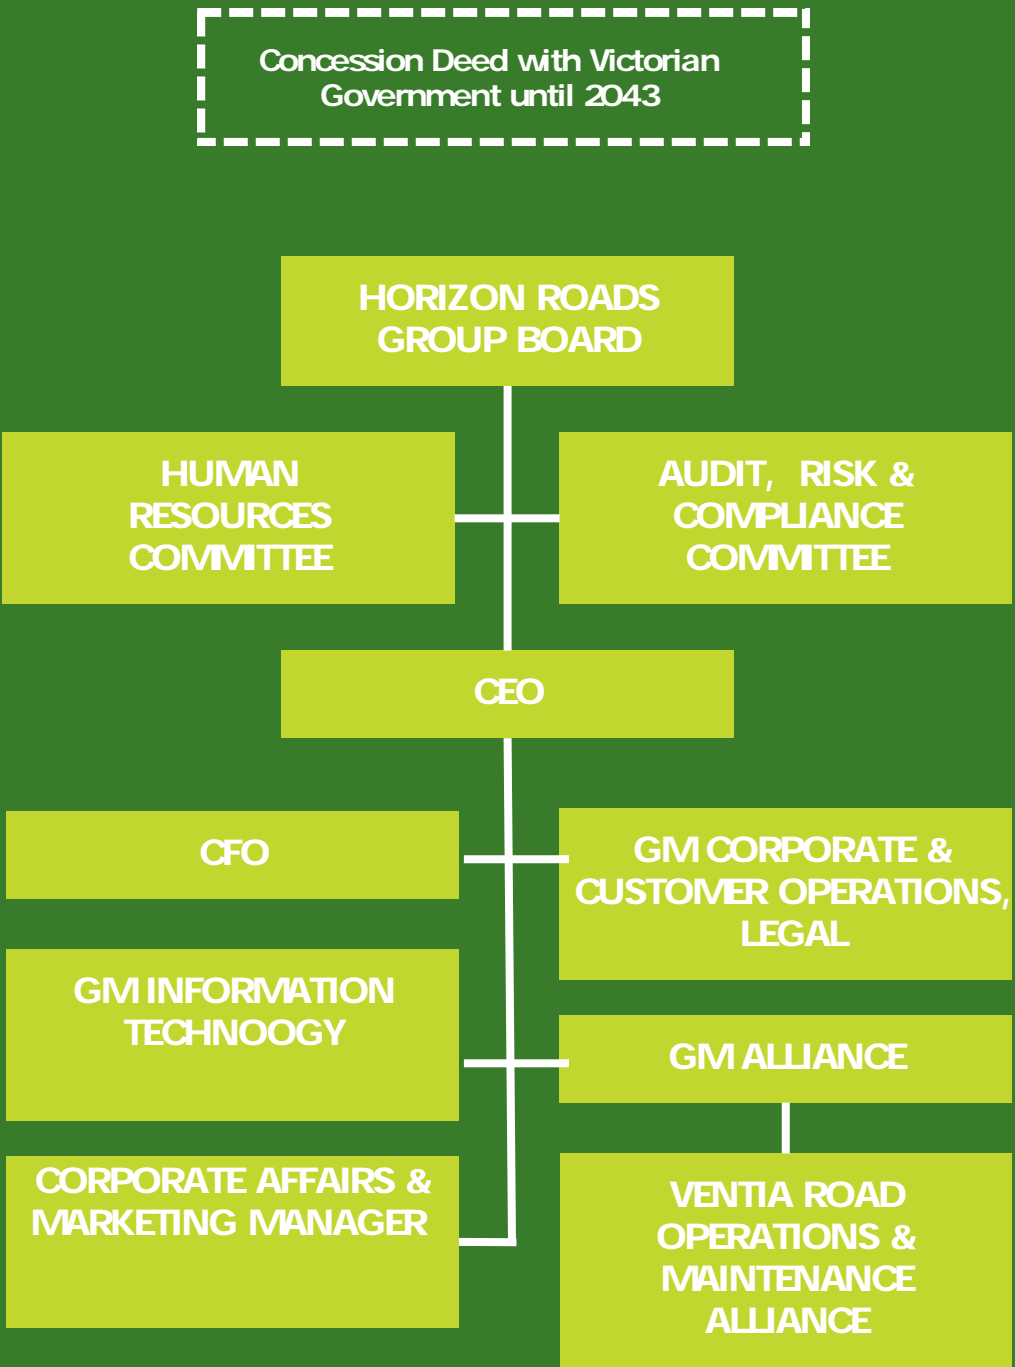 Concession Deed with Victorian
Government until 2043
HORIZON ROADS
GROUP BOARD
HUMAN
RESOURCES
COMMITTEE
AUDIT, RISK &
COMPLIANCE
COMMITTEE
CEO
CFO
GM CORPORATE &
CUSTOMER OPERATIONS,
LEGAL
GM INFORMATION
TECHNOOGY
GM ALLIANCE
CORPORATE AFFAIRS &
MARKETING MANAGER
VENTIA ROAD
OPERATIONS &
MAINTENANCE
ALLIANCE